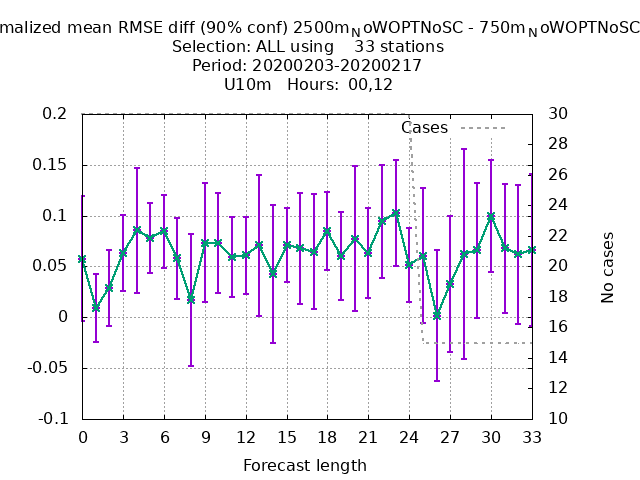 malized mean RMSE diff (90% conf) 2500mNoWOPTNoSC - 750mNoWOPTNoSC
Selection: ALL using 33 stations
Period: 20200203-20200217
U10m Hours: 00,12
Cases
0.2
0.15
0.1
0.05
0
-0.05
-0.1
30
28
26
24
22
20
18
16
14
12
10
No cases
0 3 6 9 12 15 18 21 24 27 30 33
Forecast length